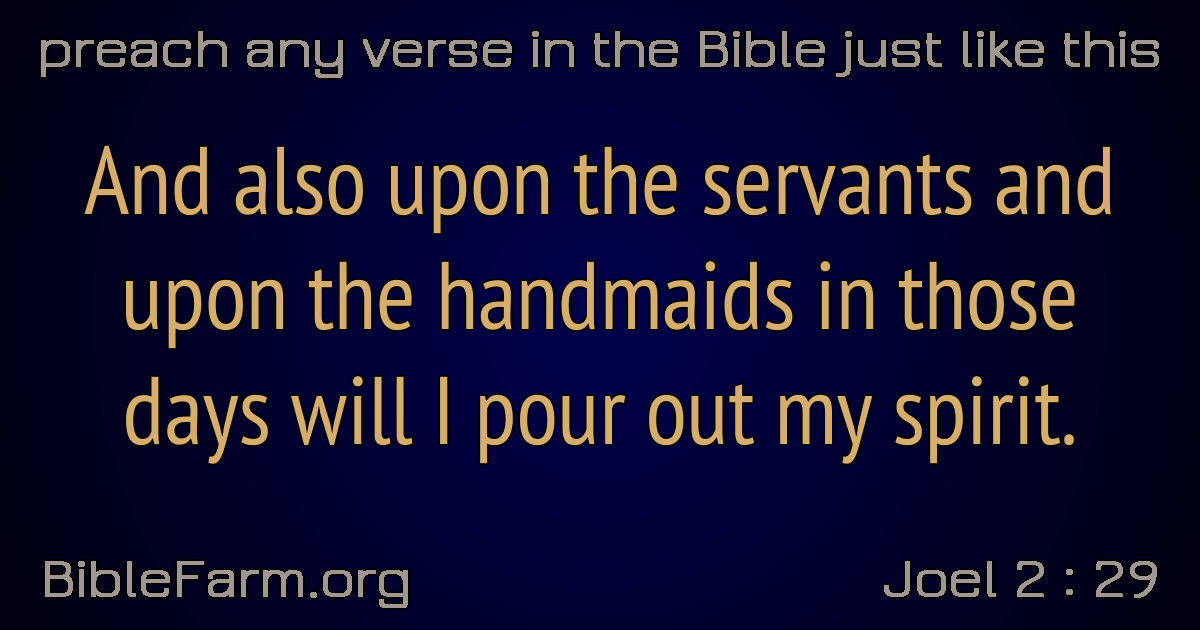 preach any verse in the Bible just like this
And also upon the servants and
upon the handmaids in those
days will I pour out my spirit.
BibleFarm.org
Joel 2 : 29